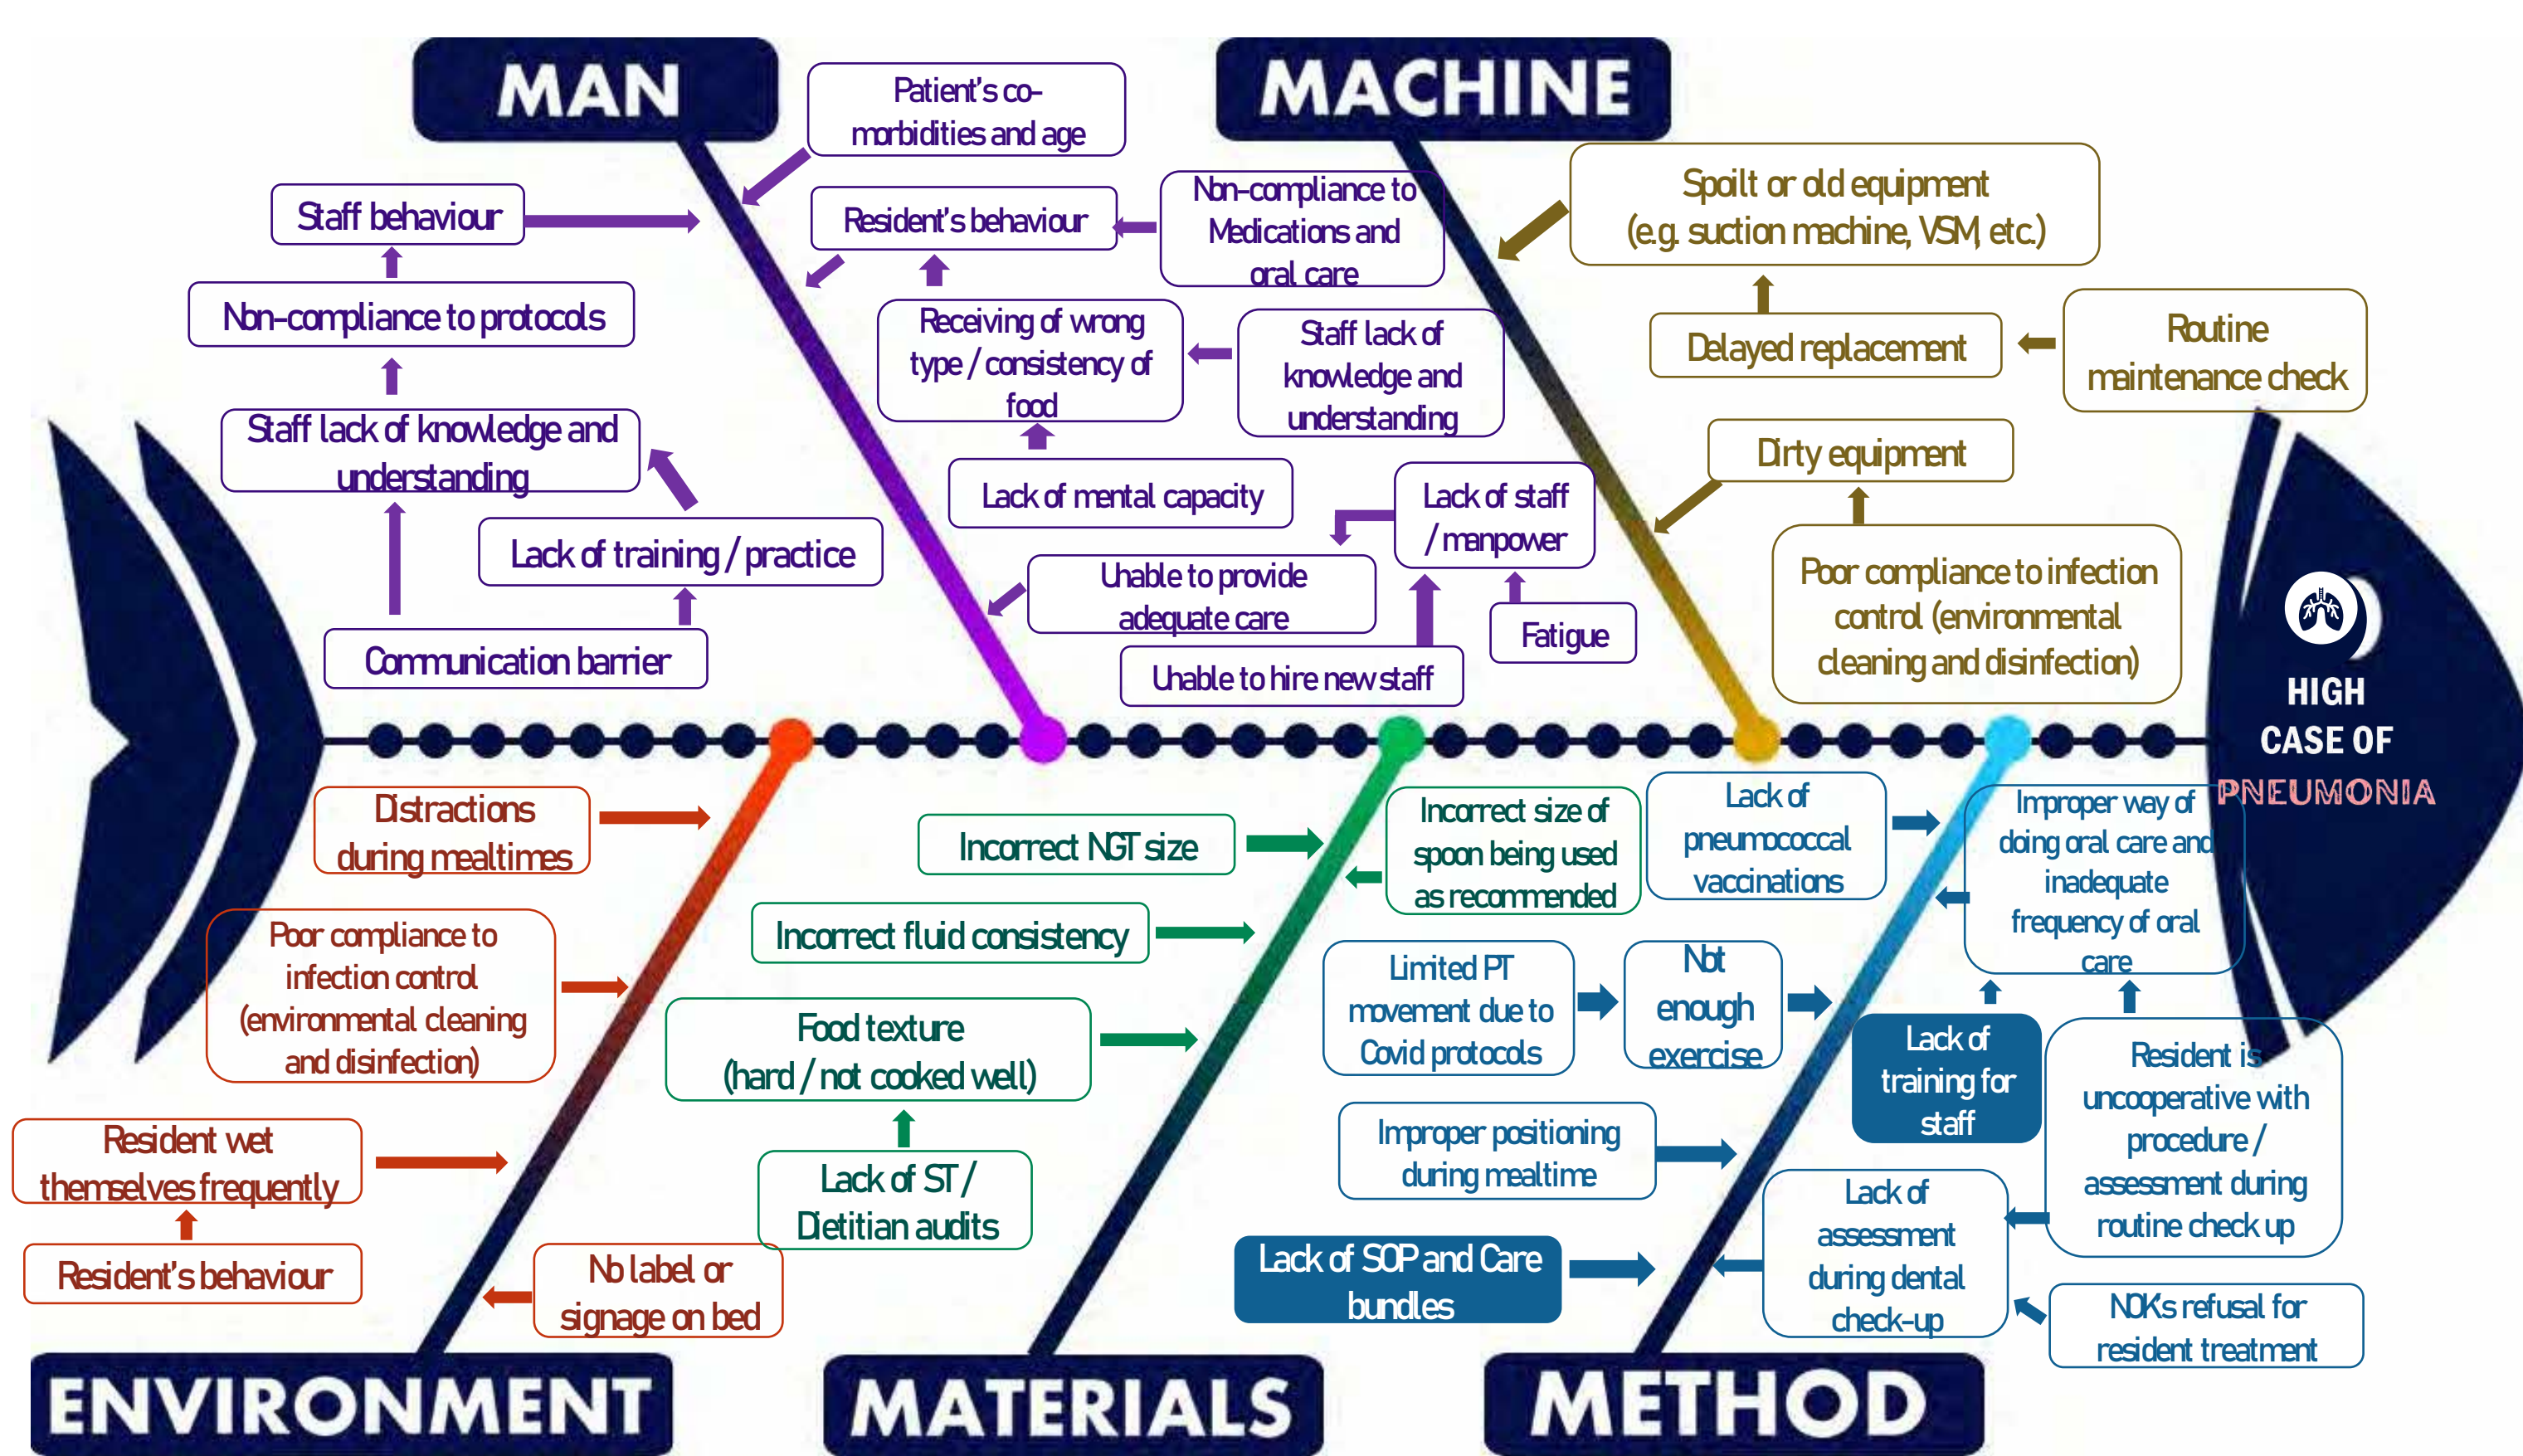 MAN
MACHINE
Patient's co-
morbidities and age
Staff behaviour
Resident's behaviour
Non-compliance to
Medications and
oral care
Non-compliance to protocols
Receiving of wrong
type / consistency of
food
Staff lack of
knowledge and
understanding
Staff lack of knowledge and
understanding
Lack of mental capacity
Lack of staff
/ manpower
Lack of training / practice
Unable to provide
adequate care
Fatigue
Communication barrier
Unable to hire new staff
Spoilt or old equipment
(e.g. suction machine, VSM, etc.)
Delayed replacement
Routine
maintenance check
Dirty equipment
Poor compliance to infection
control (environmental
cleaning and disinfection)
HIGH
CASE OF
PNEUMONIA
Distractions
during mealtimes
Poor compliance to
infection control
(environmental cleaning
and disinfection)
Resident wet
themselves frequently
Resident's behaviour
No label or
signage on bed
Incorrect NGT size
Incorrect size of
spoon being used
as recommended
Incorrect fluid consistency
Food texture
(hard / not cooked well)
Lack of ST /
Dietitian audits
Lack of
pneumococcal
vaccinations
Improper way of
doing oral care and
inadequate
frequency of oral
care
Limited PT
movement due to
Covid protocols
Not
enough
exercise
Lack of
training for
staff
Resident is
uncooperative with
procedure /
assessment during
routine check up
Improper positioning
during mealtime
Lack of
assessment
during dental
check-up
Lack of SOP and Care
bundles
NOK's refusal for
resident treatment
ENVIRONMENT
MATERIALS
METHOD